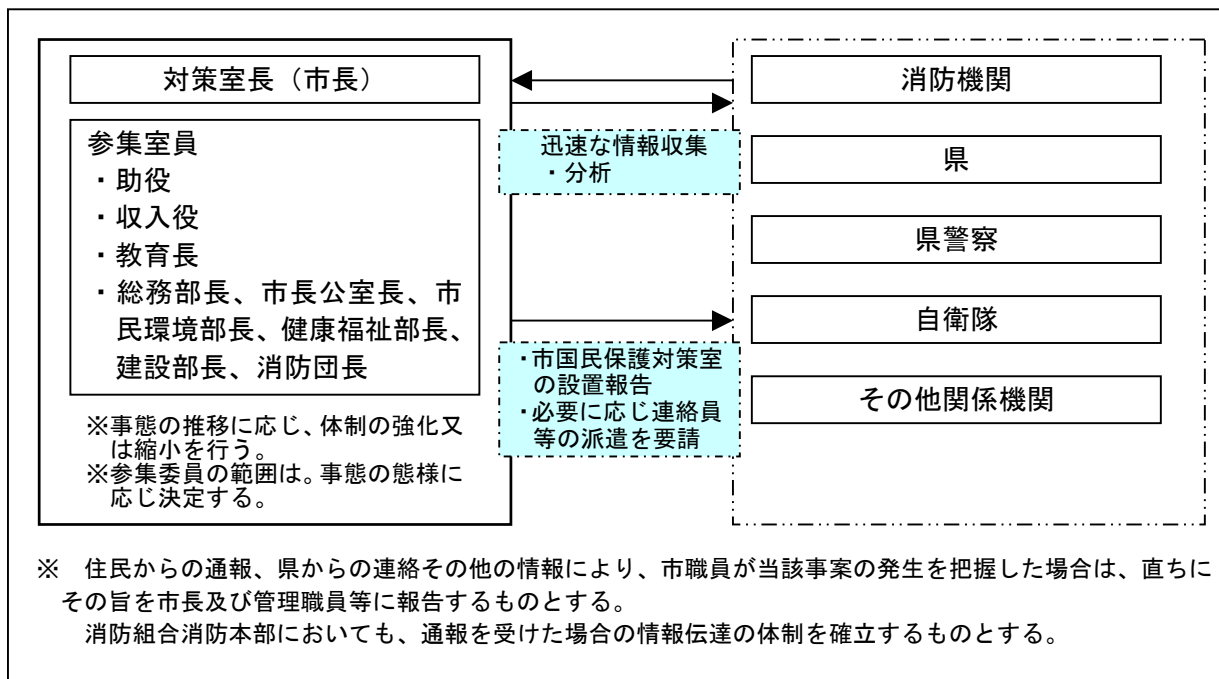 対策室長（市長）
参集室員
・助役
・収入役
・教育長
・総務部長、市長公室長、市
民環境部長、健康福祉部長、
建設部長、消防団長
※事態の推移に応じ、体制の強化又
は縮小を行う。
※参集委員の範囲は。事態の態様に
応じ決定する。
迅速な情報収集
・分析
・市国民保護対策室
の設置報告
・必要に応じ連絡員
等の派遣を要請
消防機関
県
県警察
自衛隊
その他関係機関
※　住民からの通報、県からの連絡その他の情報により、市職員が当該事案の発生を把握した場合は、直ちに
その旨を市長及び管理職員等に報告するものとする。
消防組合消防本部においても、通報を受けた場合の情報伝達の体制を確立するものとする。